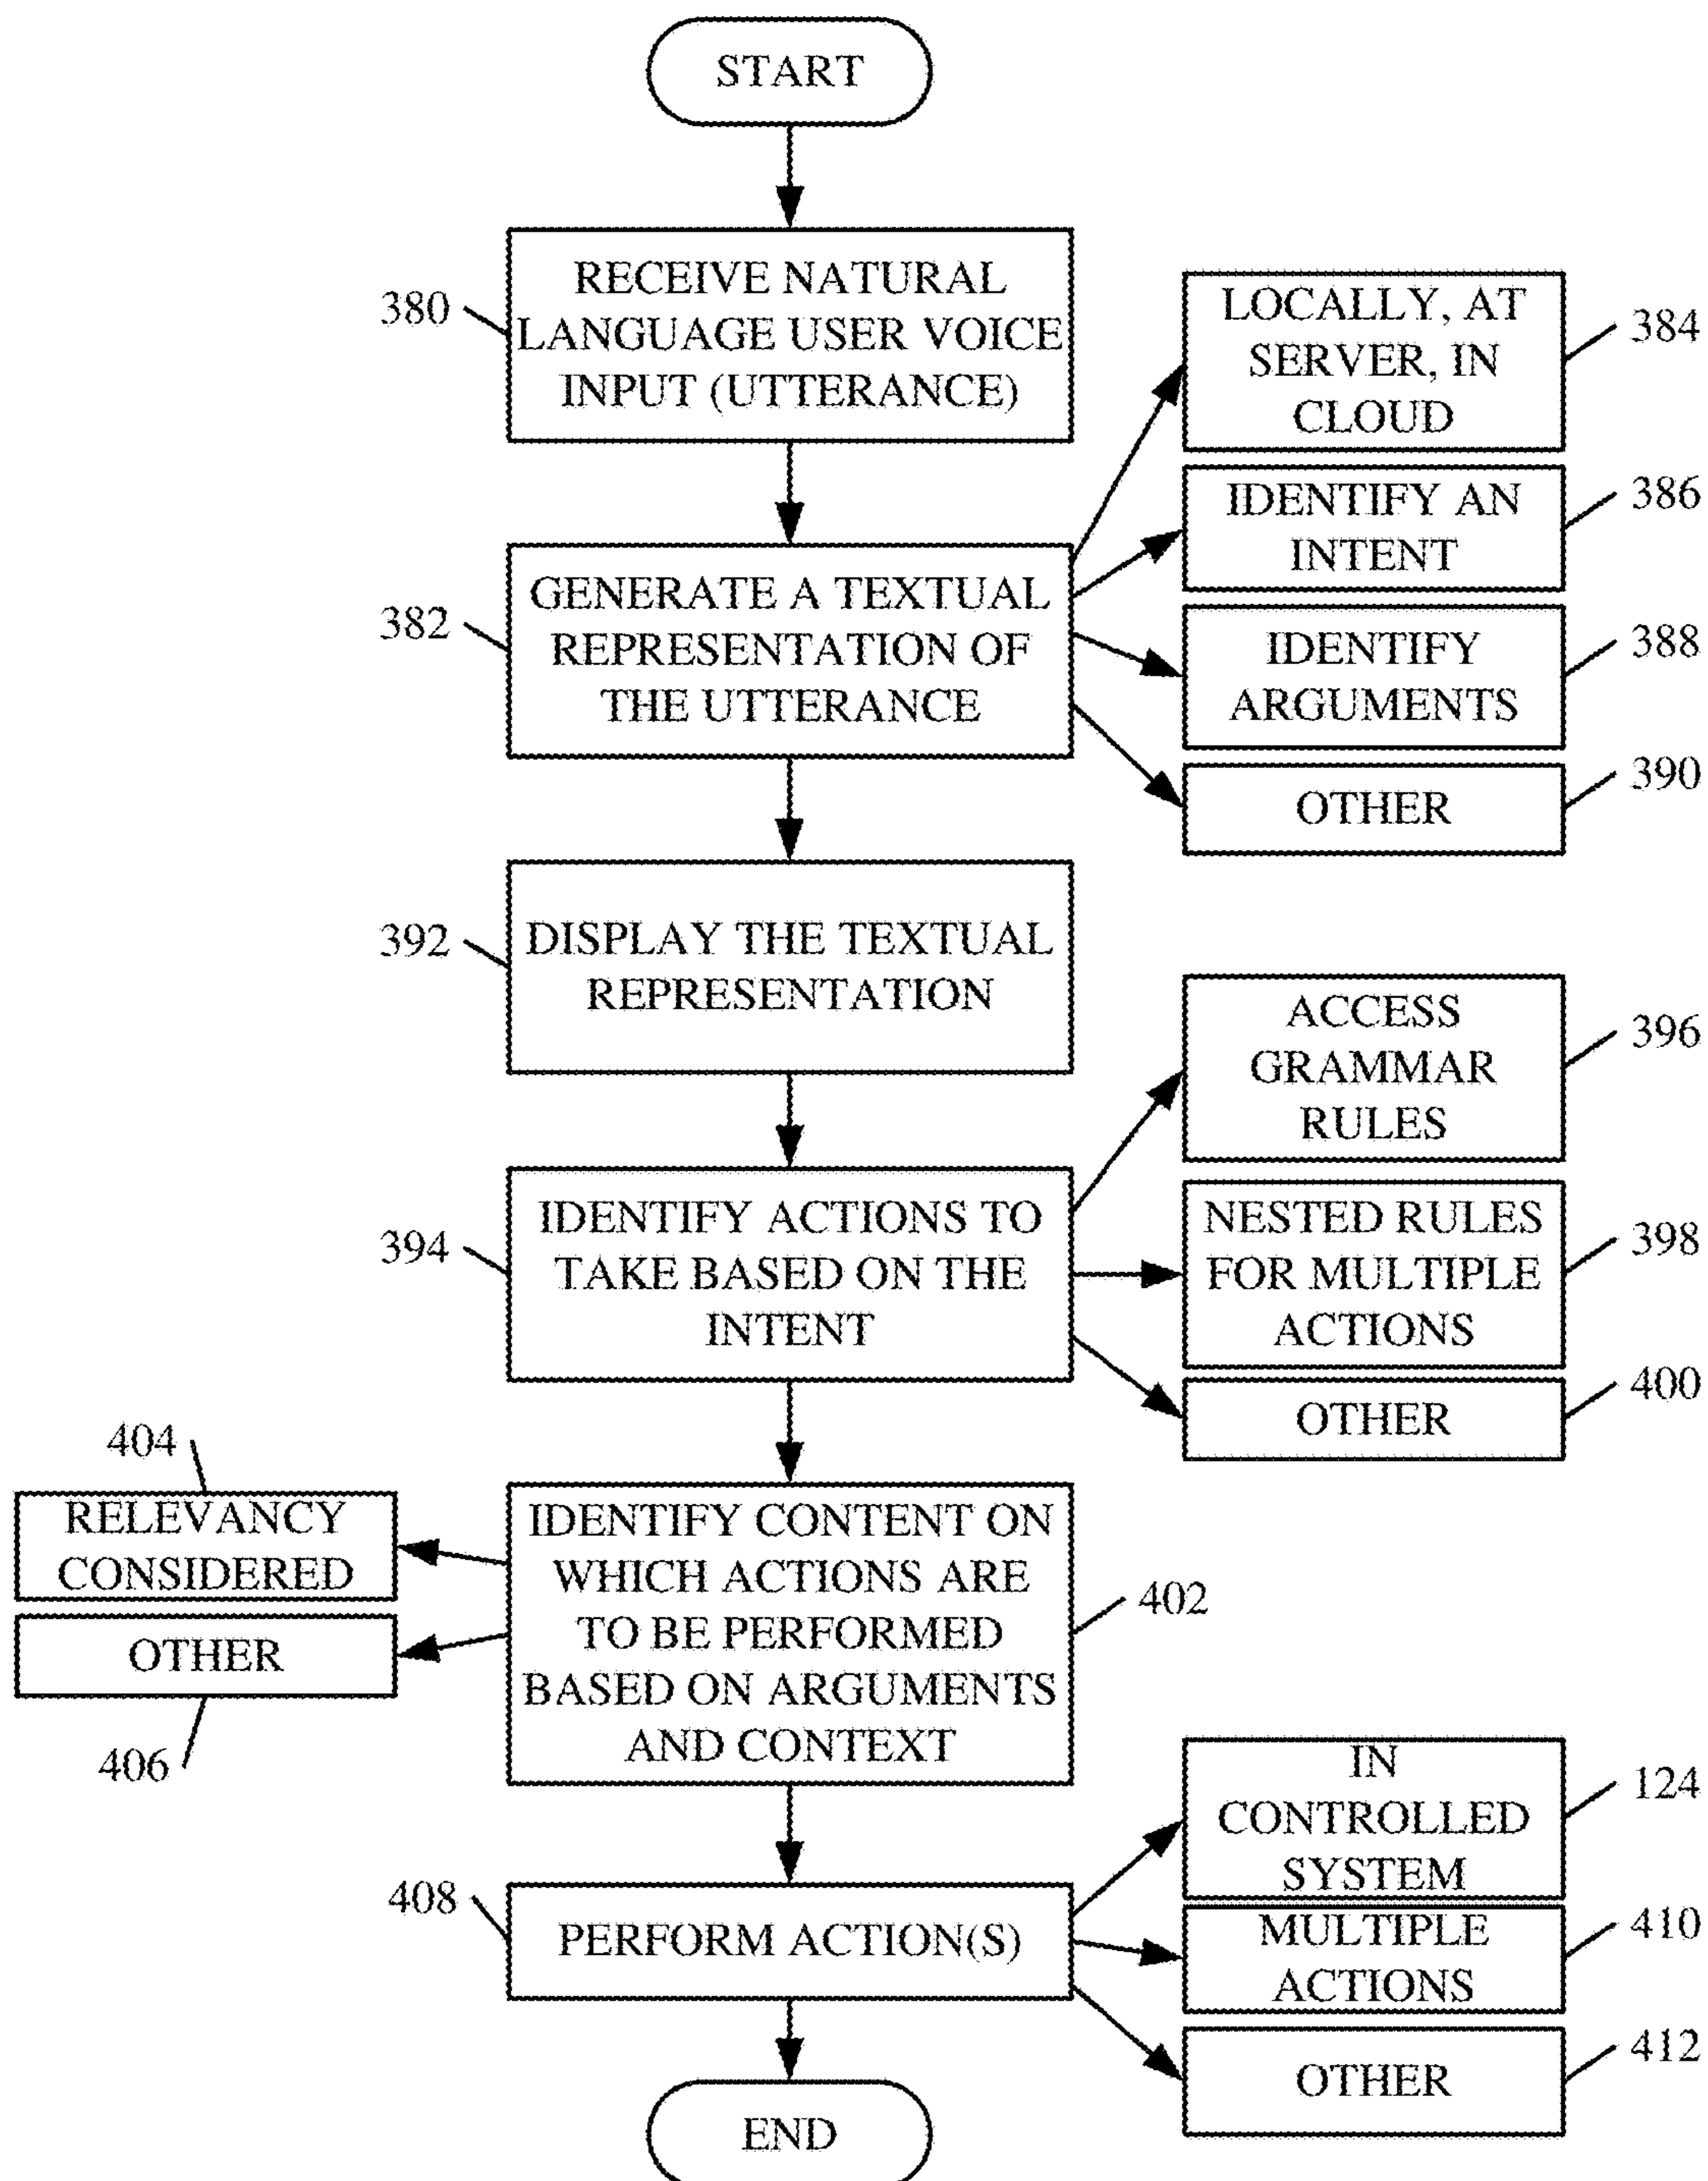 START
380
RECEIVE NATURAL
LANGUAGE USER VOICE
INPUT (UTTERANCE)
382
GENERATE A TEXTUAL
REPRESENTATION OF
THE UTTERANCE
LOCALLY, AT
SERVER, IN
CLOUD
384
IDENTIFY AN
INTENT
386
IDENTIFY
ARGUMENTS
388
OTHER
390
392
DISPLAY THE TEXTUAL
REPRESENTATION
394
IDENTIFY ACTIONS TO
TAKE BASED ON THE
INTENT
ACCESS
GRAMMAR
RULES
396
NESTED RULES
FOR MULTIPLE
ACTIONS
398
OTHER
400
IDENTIFY CONTENT ON
WHICH ACTIONS ARE
TO BE PERFORMED
BASED ON ARGUMENTS
AND CONTEXT
402
404
RELEVANCY
CONSIDERED
OTHER
406
408
PERFORM ACTION(S)
IN
CONTROLLED
SYSTEM
124
MULTIPLE
ACTIONS
410
OTHER
412
END